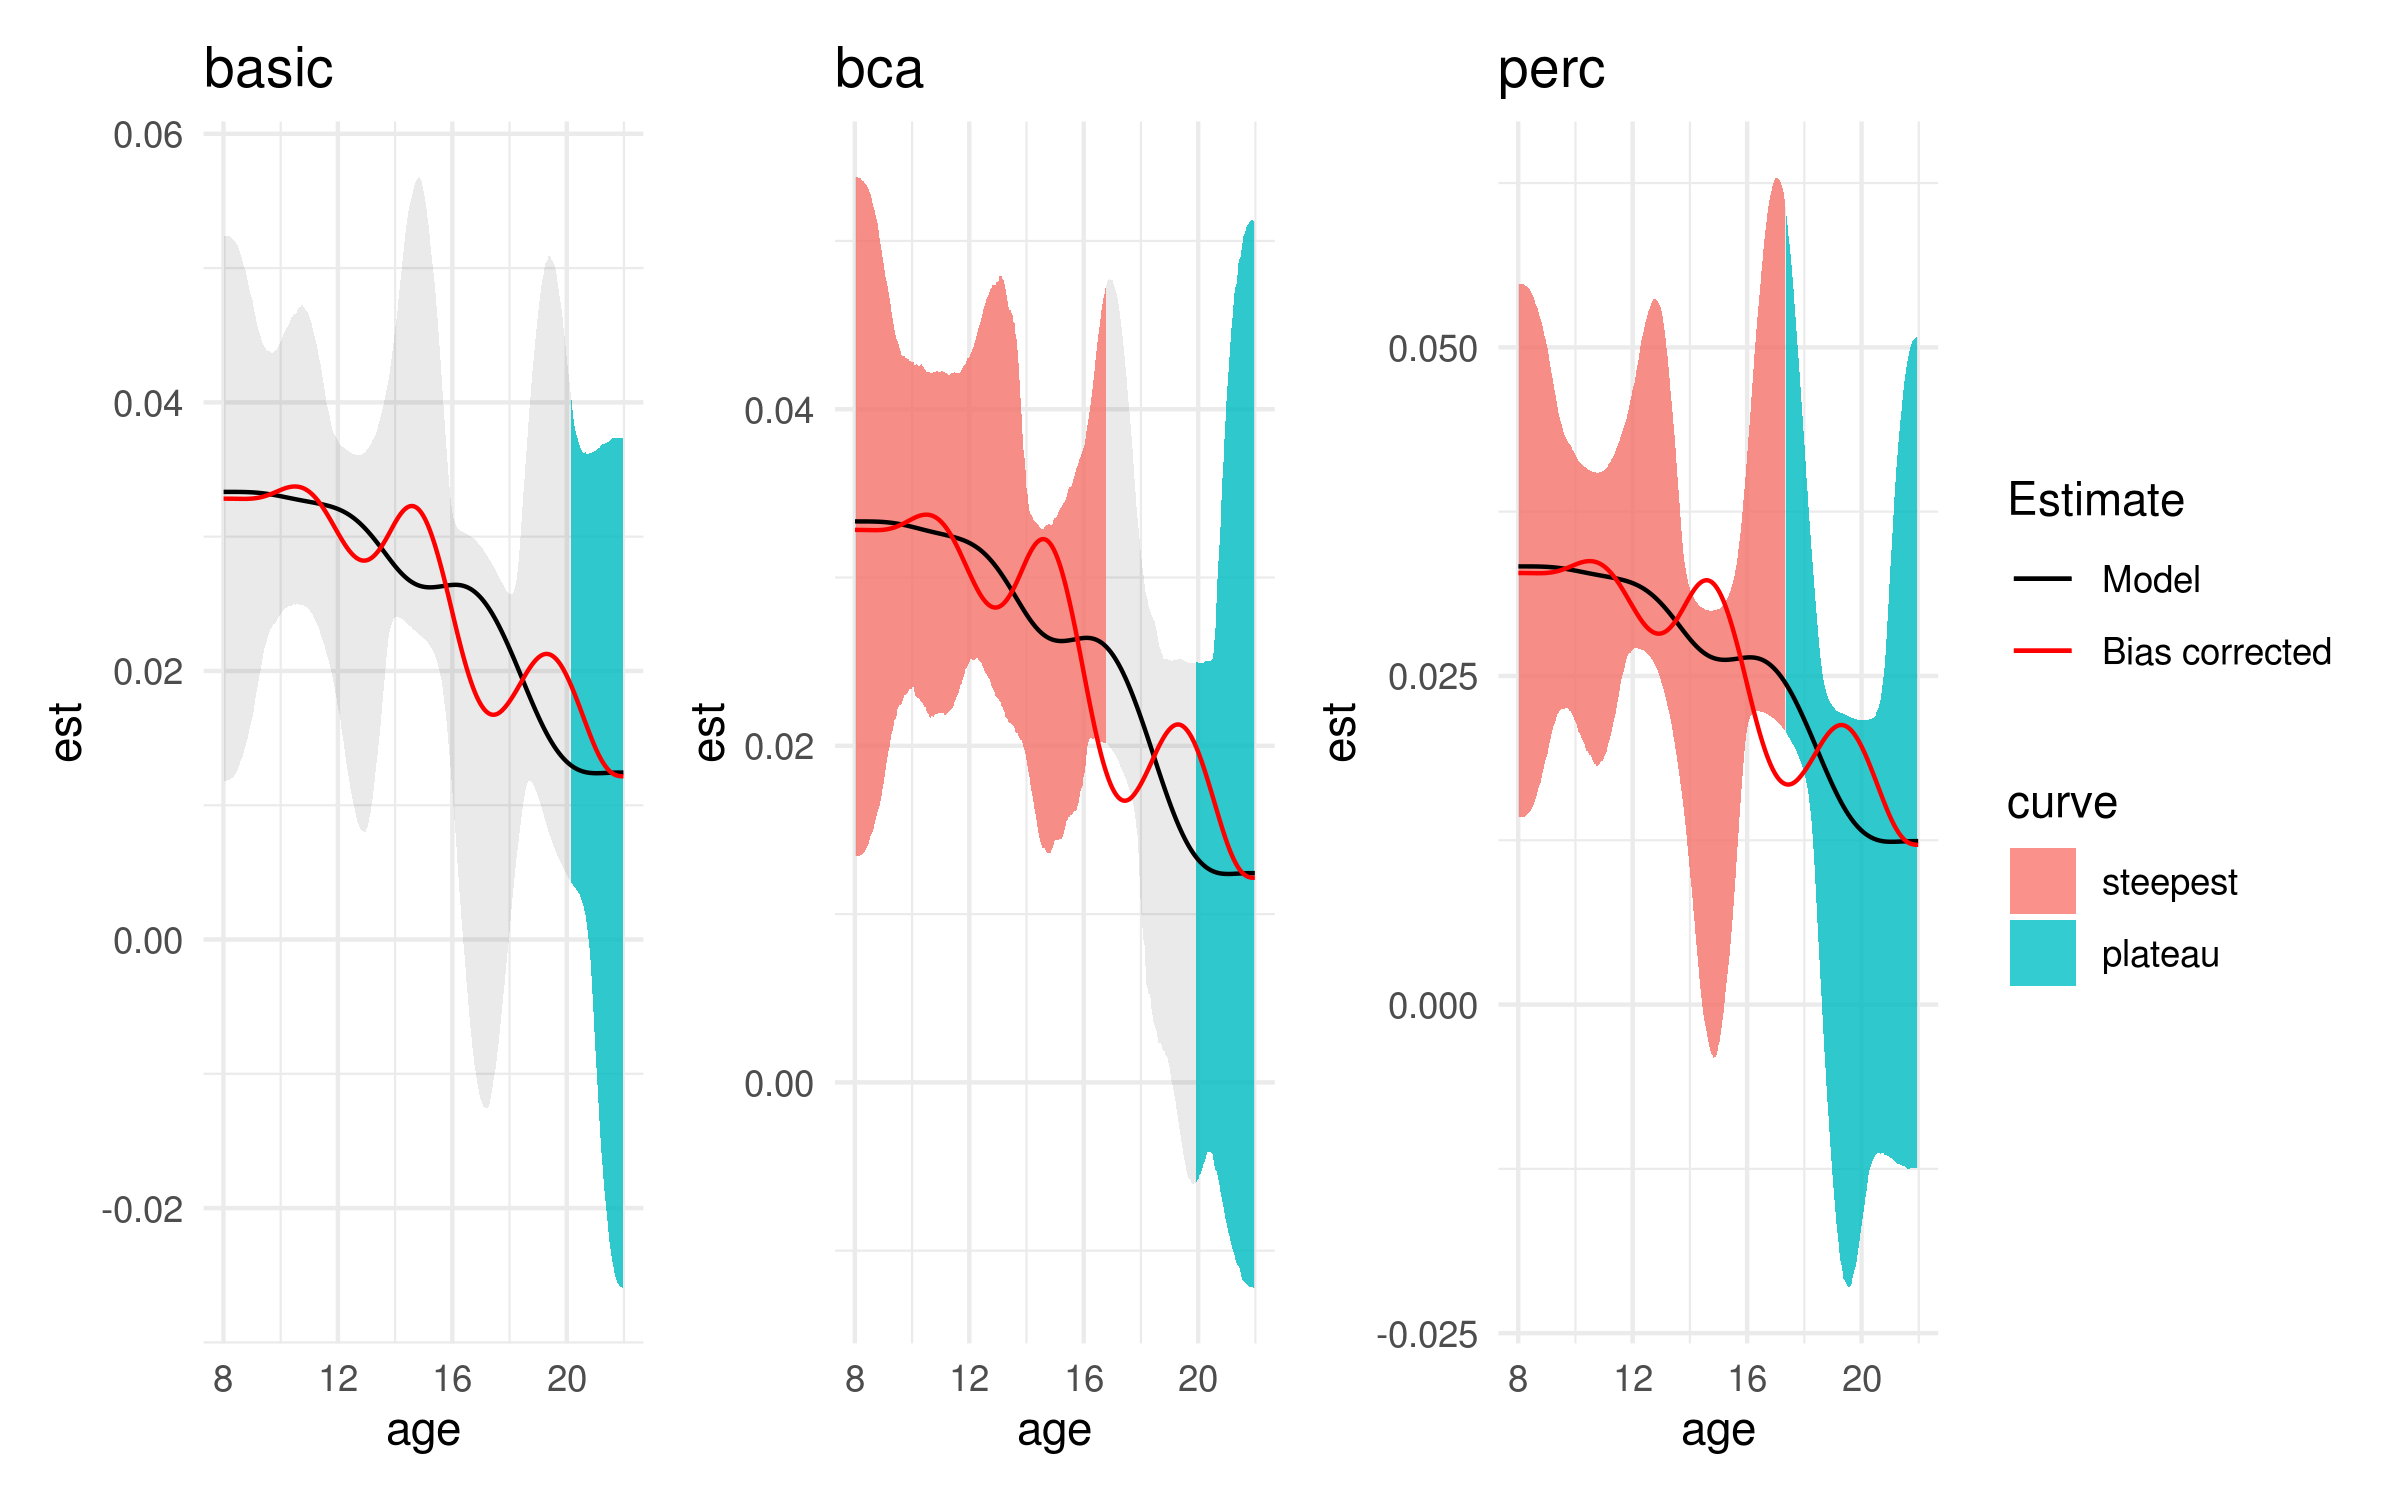 basic
0.06
0.04
0.02
0.00
-0.02
est
8 12 16 20
age
bca
0.04
0.02
0.00
est
8 12 16 20
age
perc
0.050
0.025
0.000
-0.025
est
8 12 16 20
age
Estimate
Model
Bias corrected
curve
steepest
plateau